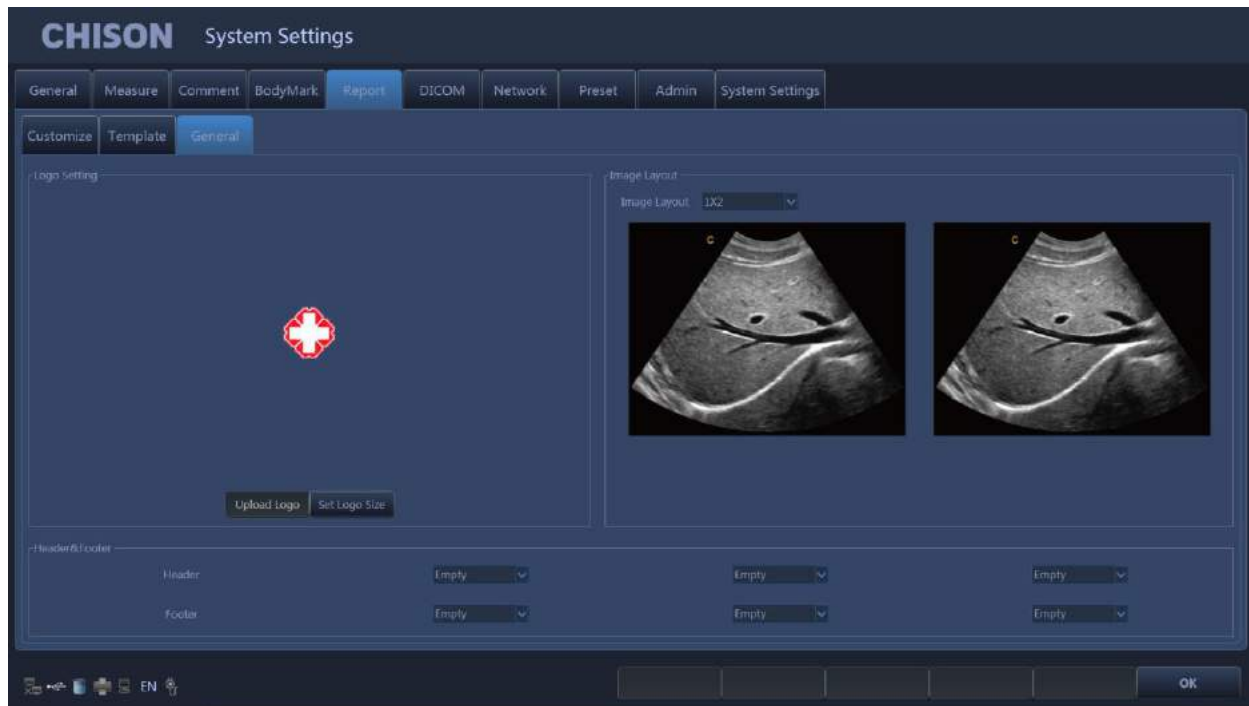 CHISON System Settings
General Measure Comment BodyMark Report DICOM Network Preset Admin System Settings
Customize Template General
Logo Setting
Image Layout
Image Layout 1X2
C C
Upload Logo Set Logo Size
Header&Footer
Header Empty Empty Empty
Footer Empty Empty Empty
EN OK